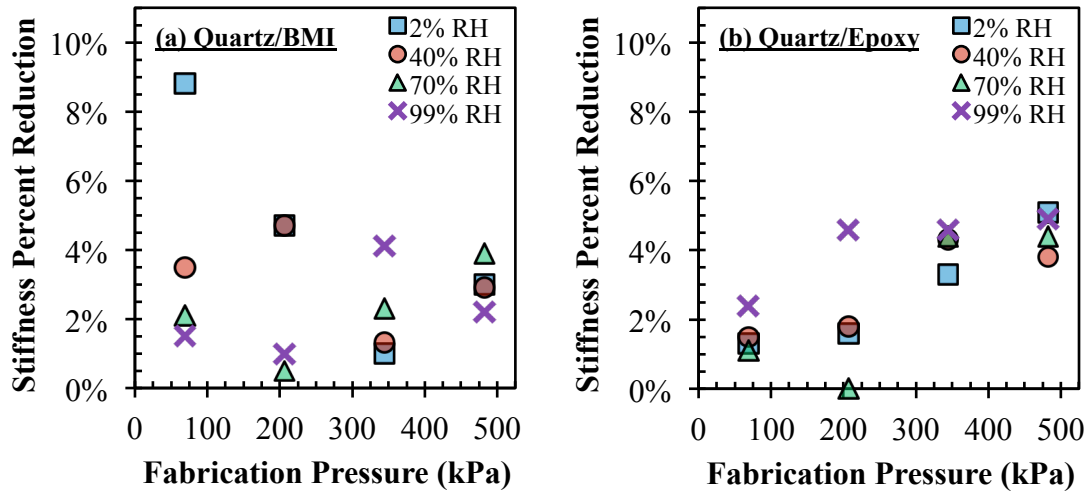 (a) Quartz/BMI
2% RH
40% RH
70% RH
99% RH
10%
8%
6%
4%
2%
0%
0 100 200 300 400 500
Stiffness Percent Reduction
Fabrication Pressure (kPa)
(b) Quartz/Epoxy
2% RH
40% RH
70% RH
99% RH
10%
8%
6%
4%
2%
0%
0 100 200 300 400 500
Stiffness Percent Reduction
Fabrication Pressure (kPa)